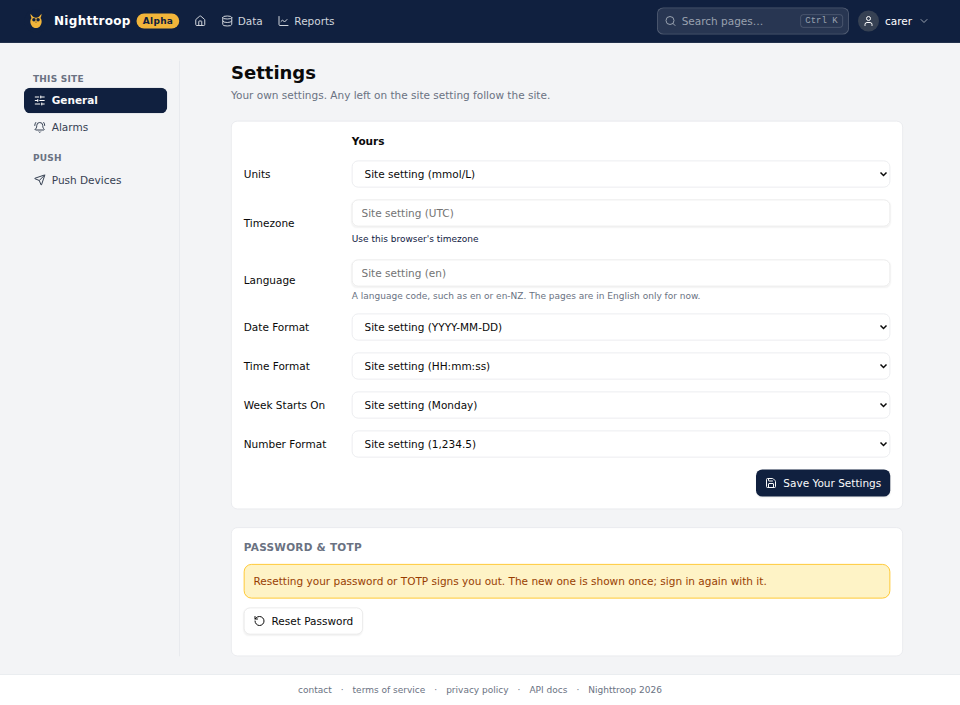 Nighttroop Alpha Data Reports Search pages... Ctrl K carer
THIS SITE
General
Alarms
PUSH
Push Devices
Settings
Your own settings. Any left on the site setting follow the site.
Yours
Units Site setting (mmol/L)
Timezone Site setting (UTC)
Use this browser's timezone
Language Site setting (en)
A language code, such as en or en-NZ. The pages are in English only for now.
Date Format Site setting (YYYY-MM-DD)
Time Format Site setting (HH:mm:ss)
Week Starts On Site setting (Monday)
Number Format Site setting (1,234.5)
Save Your Settings
PASSWORD & TOTP
Resetting your password or TOTP signs you out. The new one is shown once; sign in again with it.
Reset Password
contact · terms of service · privacy policy · API docs · Nighttroop 2026